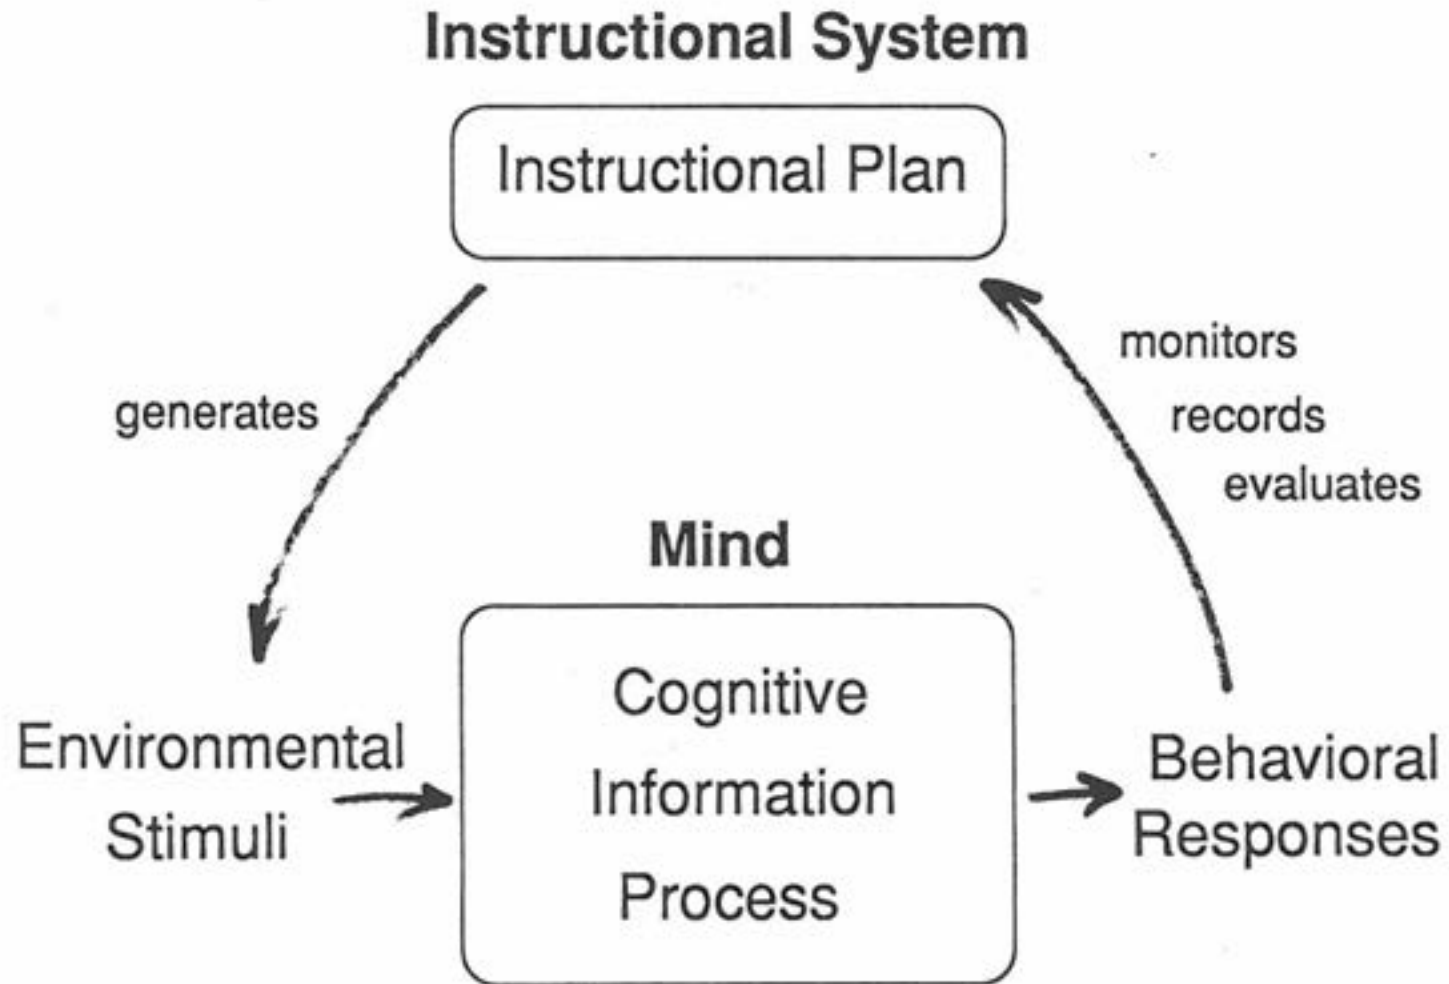 Instructional System
Instructional Plan
generates
monitors
records
evaluates
Mind
Environmental
Stimuli
Cognitive
Information
Process
Behavioral
Responses